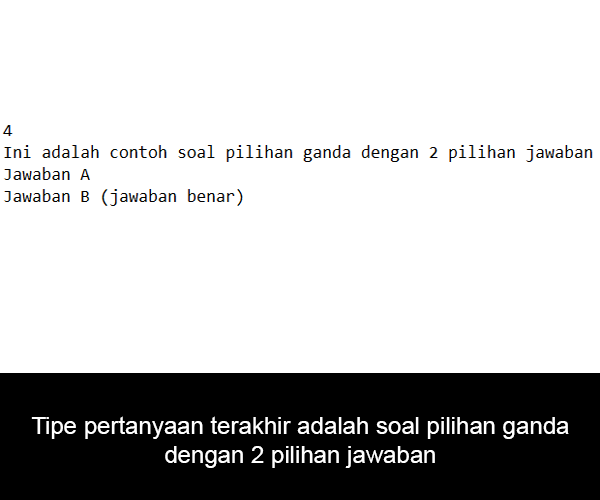 4
Ini adalah contoh soal pilihan ganda dengan 2 pilihan jawaban
Jawaban A
Jawaban B (jawaban benar)
Tipe pertanyaan terakhir adalah soal pilihan ganda
dengan 2 pilihan jawaban